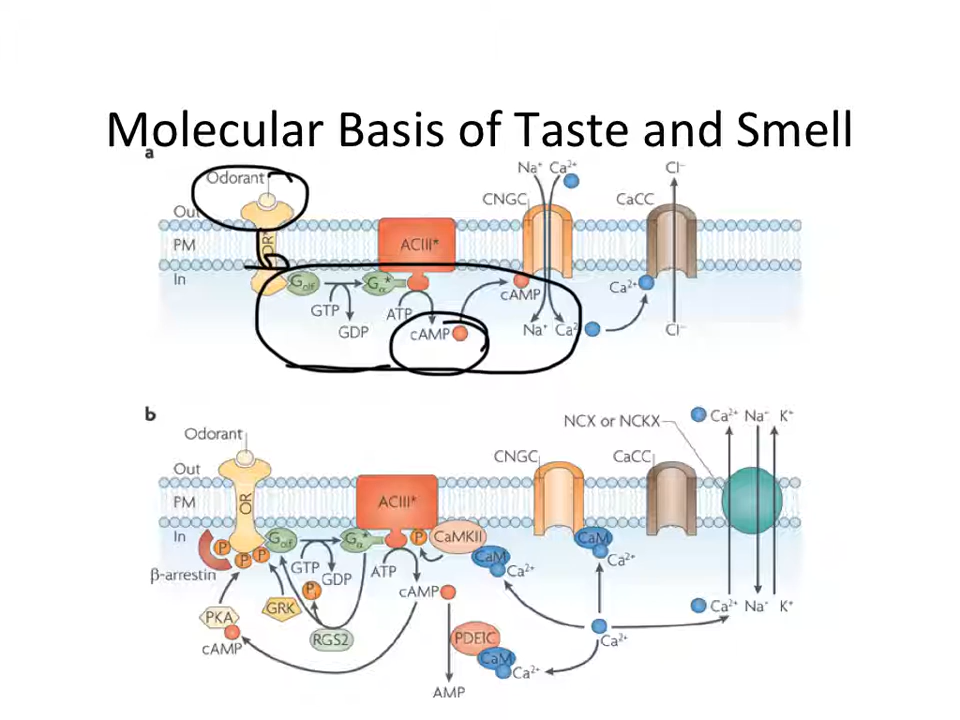 Molecular Basis of Taste and Smell
a
Odorant
Na⁺ Ca²⁺
Cl⁻
CNGC
CaCC
Out
PM
OR*
ACIII*
In
Golf
Gα*
cAMP
Ca²⁺
GTP
ATP
GDP
cAMP
Na⁺
Cl⁻
b
Odorant
NCX or NCKX
Ca²⁺ Na⁺ K⁺
CNGC
CaCC
Out
PM
OR
ACIII*
In
P
P
P
Golf
Gα*
P
CaMKII
CaM
CaM
Ca²⁺
Ca²⁺
β-arrestin
GTP
GDP
ATP
Pi
cAMP
PKA
GRK
cAMP
RGS2
PDE1C
CaM
Ca²⁺
Ca²⁺
Ca²⁺ Na⁺ K⁺
AMP